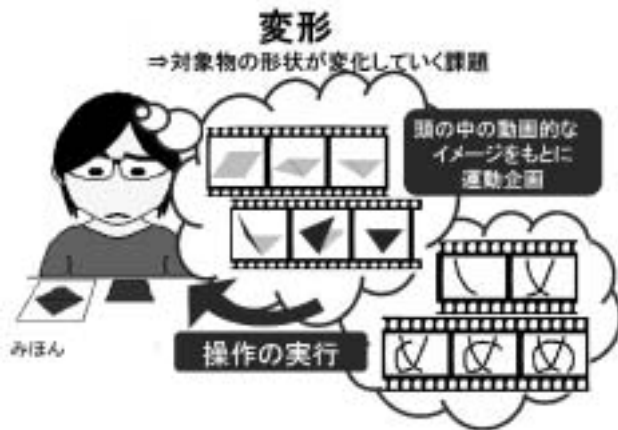 変形
⇒対象物の形状が変化していく課題
頭の中の動画的な
イメージをもとに
運動企画
操作の実行
みほん